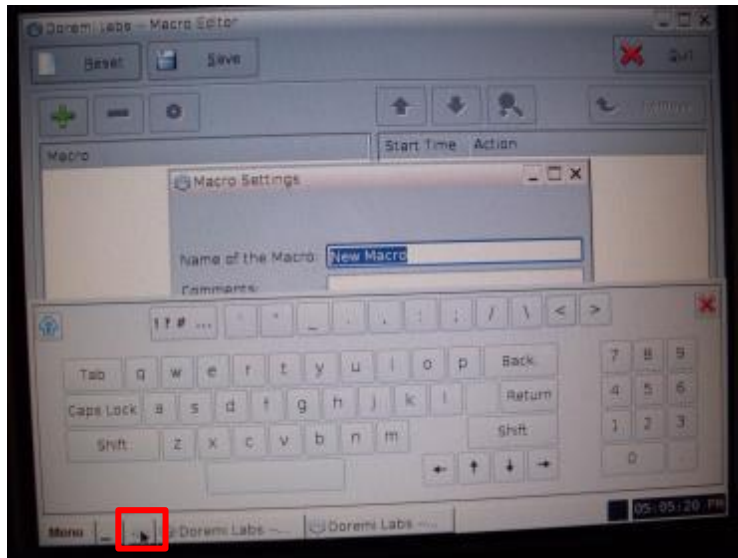 Doremi Labs - Macro Editor
Reset Save Quit
Macro Start Time Action
Macro Settings
Name of the Macro: New Macro
Comments:
! ? # ... _ / \ < >
Tab q w e r t y u i o p Back 7 8 9
Caps Lock a s d f g h j k l Return 4 5 6
Shift z x c v b n m Shift 1 2 3
0
Menu _ Doremi Labs -... Doremi Labs -... 05:05:20 PM